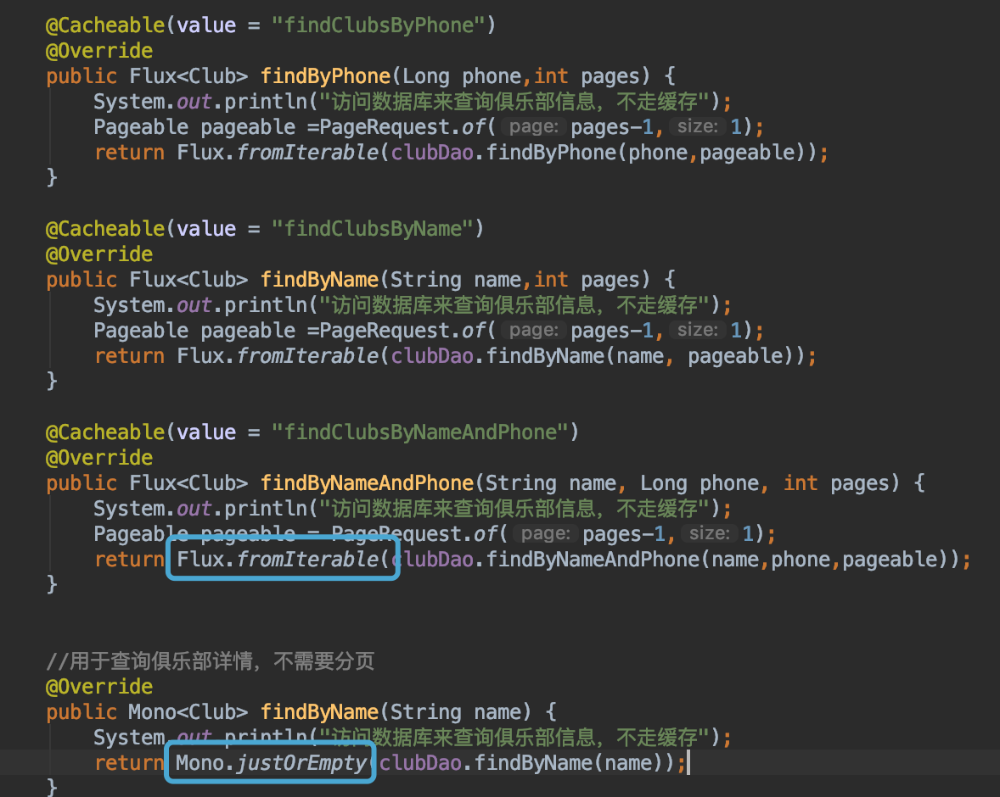 @Cacheable(value = "findClubsByPhone")
@Override
public Flux<Club> findByPhone(Long phone,int pages) {
System.out.println("访问数据库来查询俱乐部信息，不走缓存");
Pageable pageable =PageRequest.of( page: pages-1, size: 1);
return Flux.fromIterable(clubDao.findByPhone(phone,pageable));
}
@Cacheable(value = "findClubsByName")
@Override
public Flux<Club> findByName(String name,int pages) {
System.out.println("访问数据库来查询俱乐部信息，不走缓存");
Pageable pageable =PageRequest.of( page: pages-1, size: 1);
return Flux.fromIterable(clubDao.findByName(name, pageable));
}
@Cacheable(value = "findClubsByNameAndPhone")
@Override
public Flux<Club> findByNameAndPhone(String name, Long phone, int pages) {
System.out.println("访问数据库来查询俱乐部信息，不走缓存");
Pageable pageable = PageRequest.of( page: pages-1, size: 1);
return Flux.fromIterable(clubDao.findByNameAndPhone(name,phone,pageable));
}
//用于查询俱乐部详情，不需要分页
@Override
public Mono<Club> findByName(String name) {
System.out.println("访问数据库来查询俱乐部信息，不走缓存");
return Mono.justOrEmpty(clubDao.findByName(name));
}